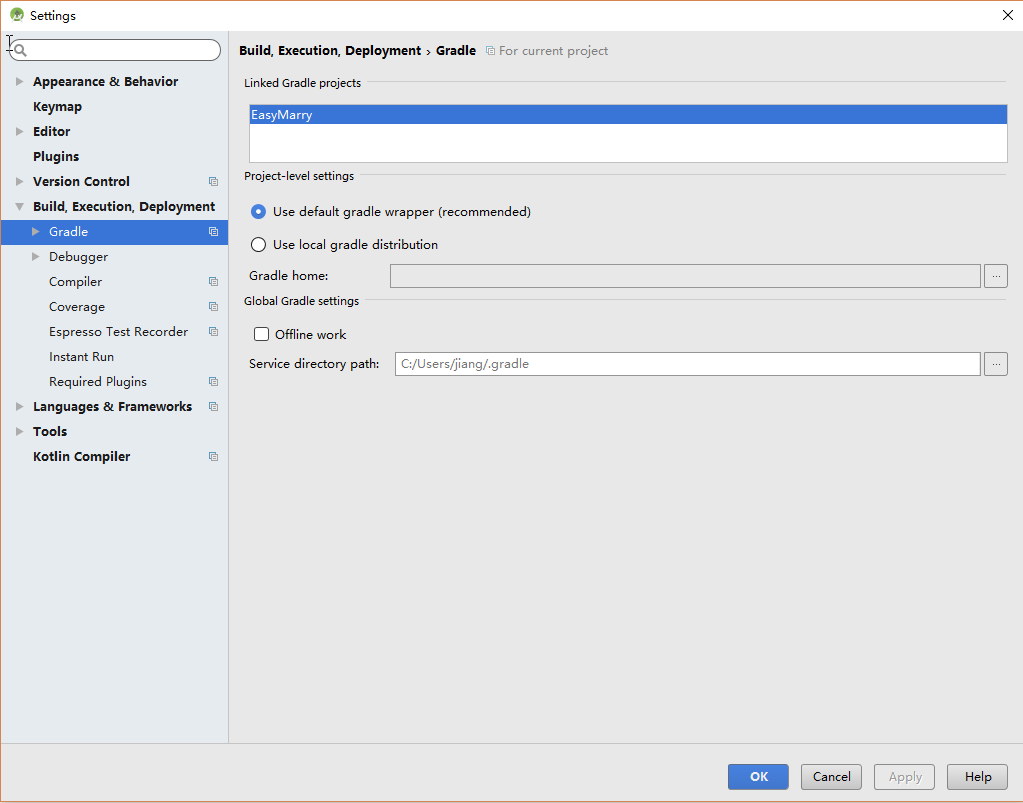 Settings
Build, Execution, Deployment › Gradle For current project
Appearance & Behavior
Keymap
Editor
Plugins
Version Control
Build, Execution, Deployment
Gradle
Debugger
Compiler
Coverage
Espresso Test Recorder
Instant Run
Required Plugins
Languages & Frameworks
Tools
Kotlin Compiler
Linked Gradle projects
EasyMarry
Project-level settings
Use default gradle wrapper (recommended)
Use local gradle distribution
Gradle home:
...
Global Gradle settings
Offline work
Service directory path: C:/Users/jiang/.gradle ...
OK Cancel Apply Help